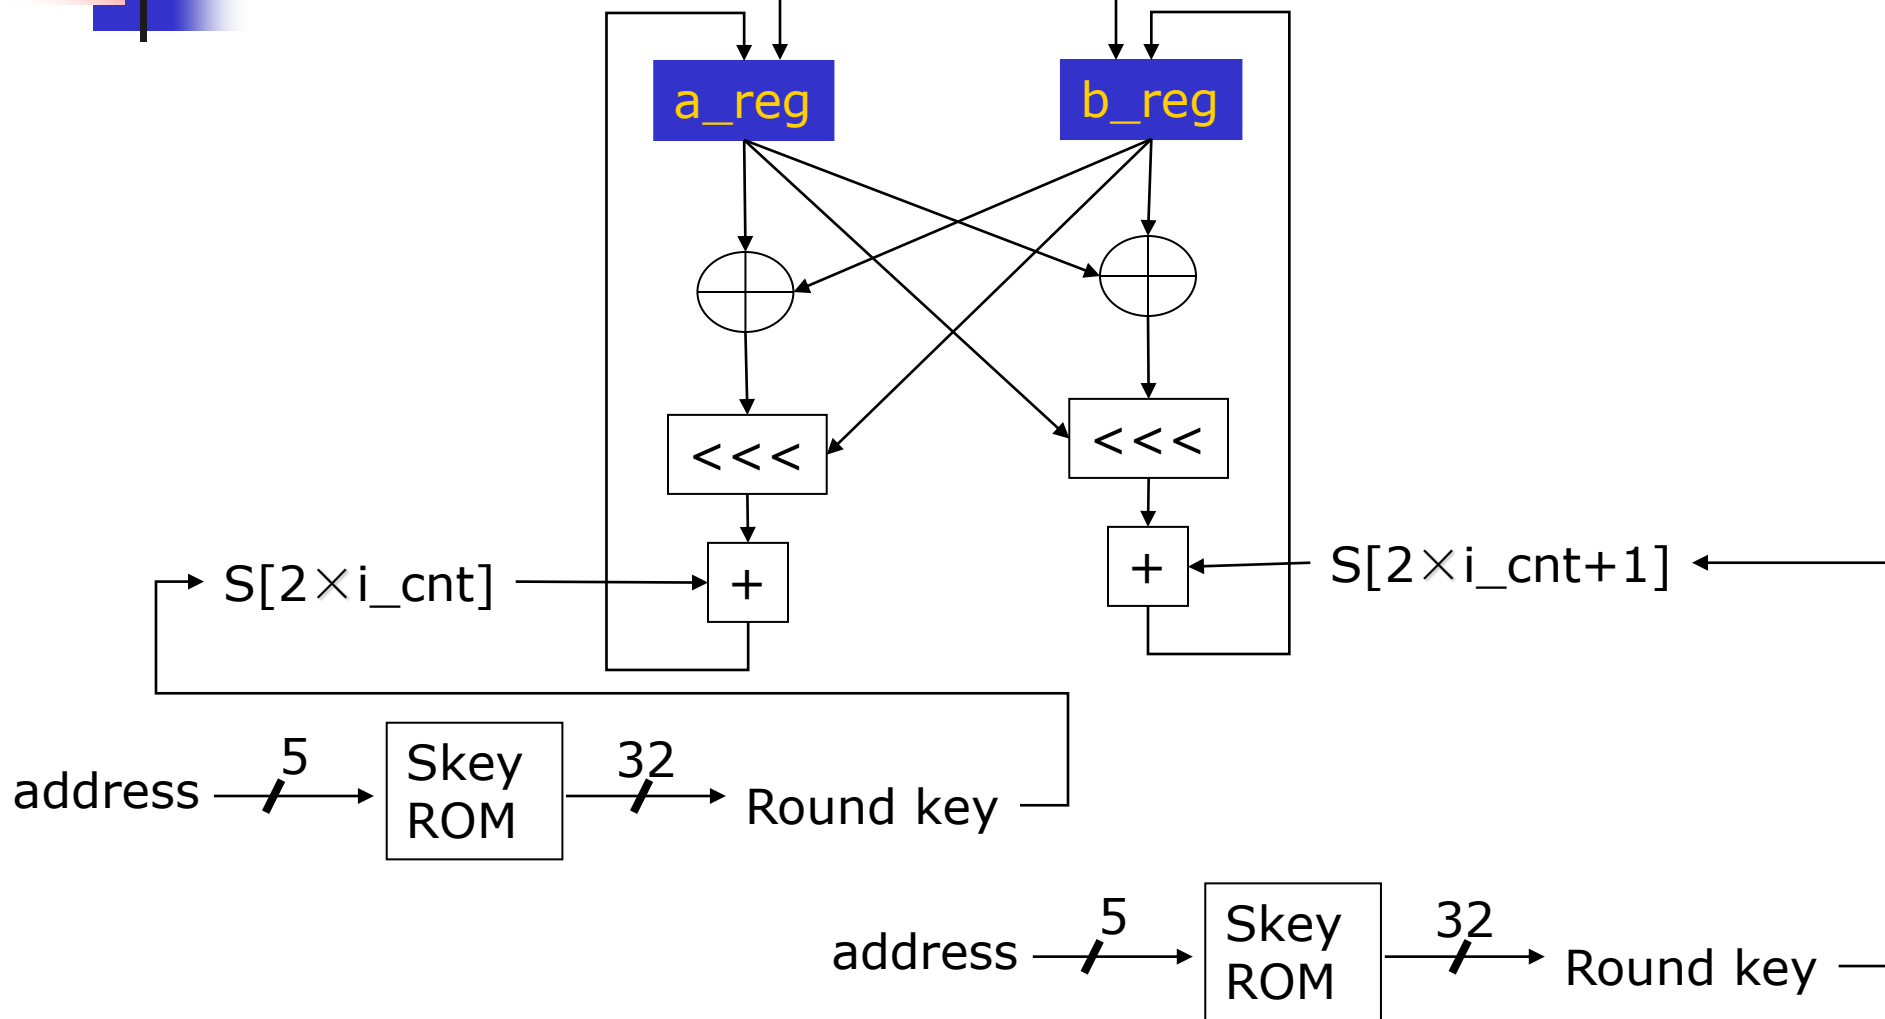 a_reg
b_reg
<<<
<<<
+
+
S[2×i_cnt]
S[2×i_cnt+1]
address
5
Skey
ROM
32
Round key
address
5
Skey
ROM
32
Round key